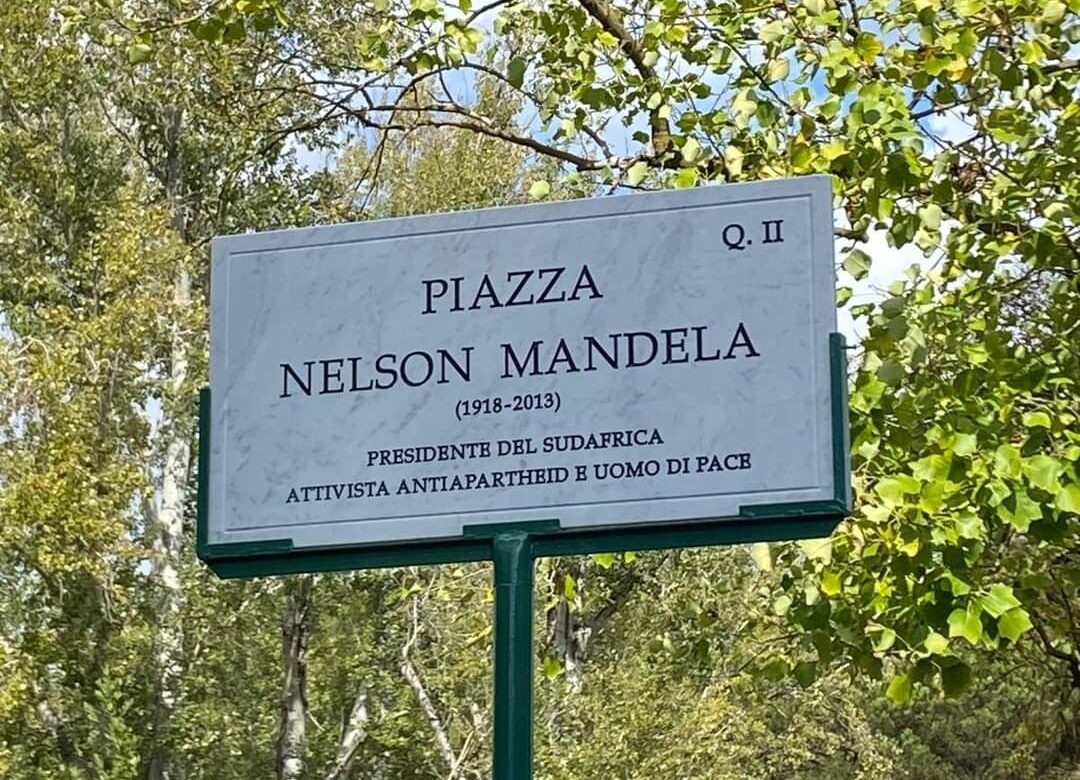 Q. II
PIAZZA
NELSON MANDELA
(1918-2013)
PRESIDENTE DEL SUDAFRICA
ATTIVISTA ANTIAPARTHEID E UOMO DI PACE